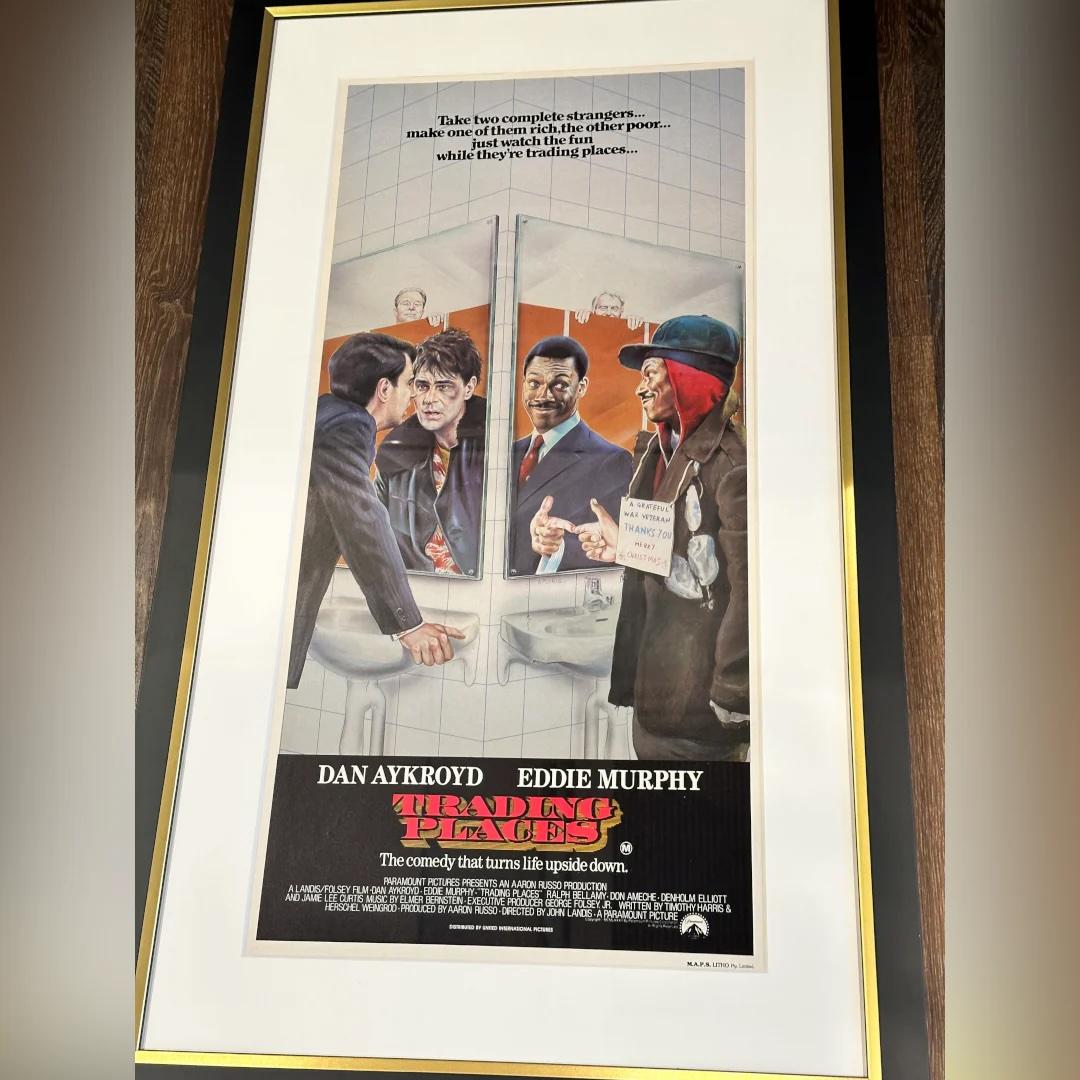 Take two complete strangers...
make one of them rich,the other poor...
just watch the fun
while they're trading places...
A GRATEFUL
WAR VETERAN
THANKS YOU
MERRY
CHRISTMAS
DAN AYKROYD EDDIE MURPHY
TRADING
PLACES
M
The comedy that turns life upside down.
PARAMOUNT PICTURES PRESENTS AN AARON RUSSO PRODUCTION
A LANDIS/FOLSEY FILM·DAN AYKROYD·EDDIE MURPHY·"TRADING PLACES" RALPH BELLAMY·DON AMECHE·DENHOLM ELLIOTT
AND JAMIE LEE CURTIS MUSIC BY ELMER BERNSTEIN·EXECUTIVE PRODUCER GEORGE FOLSEY, JR. WRITTEN BY TIMOTHY HARRIS &
HERSCHEL WEINGROD·PRODUCED BY AARON RUSSO·DIRECTED BY JOHN LANDIS·A PARAMOUNT PICTURE
All Rights Reserved
Paramount
DISTRIBUTED BY UNITED INTERNATIONAL PICTURES
M.A.P.S. LITHO Pty. Limited